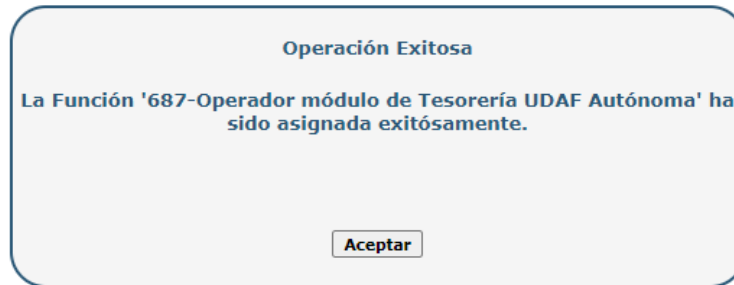 Operación Exitosa
La Función '687-Operador módulo de Tesorería UDAF Autónoma' ha
sido asignada exitósamente.
Aceptar